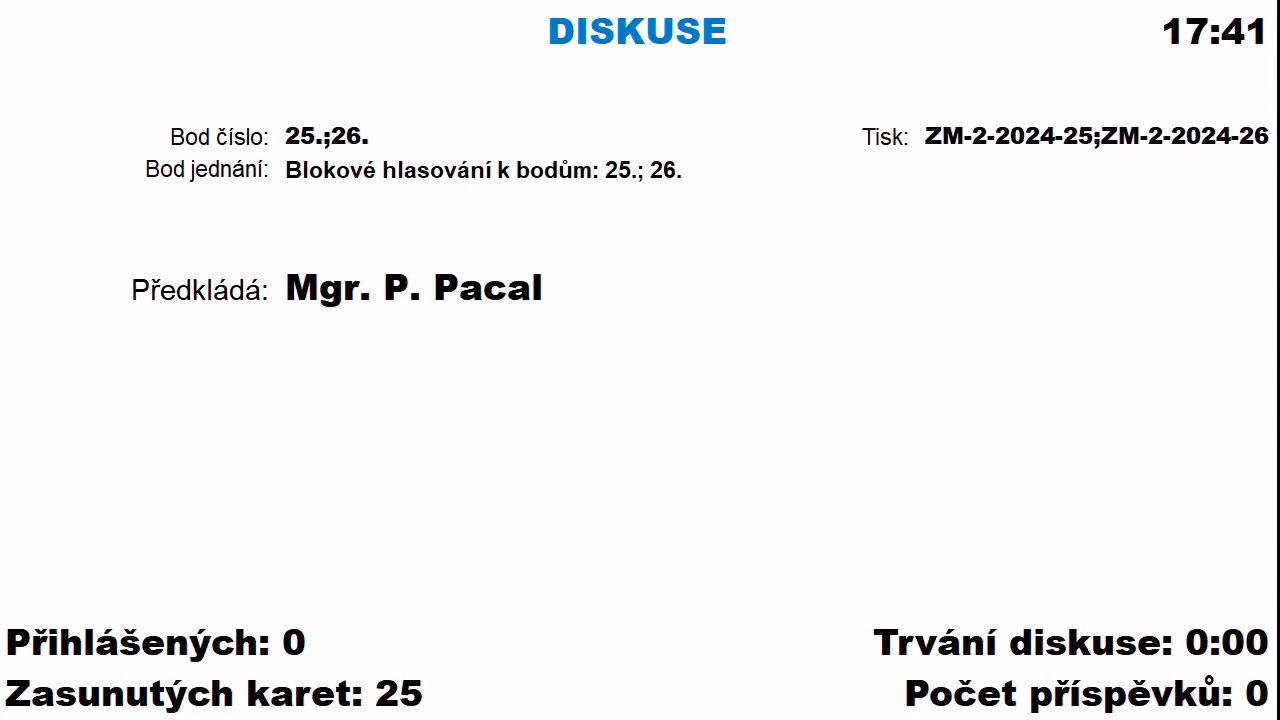 DISKUSE
17:41
Bod číslo: 25.;26.
Tisk: ZM-2-2024-25;ZM-2-2024-26
Bod jednání: Blokové hlasování k bodům: 25.; 26.
Předkládá: Mgr. P. Pacal
Přihlášených: 0
Trvání diskuse: 0:00
Zasunutých karet: 25
Počet příspěvků: 0